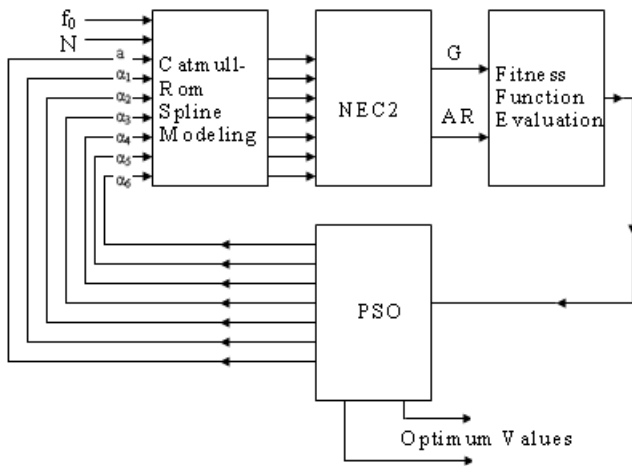 f₀
N
a
α₁
α₂
α₃
α₄
α₅
α₆
Catmull-
Rom
Spline
Modeling
NEC2
G
AR
Fitness
Function
Evaluation
PSO
Optimum Values